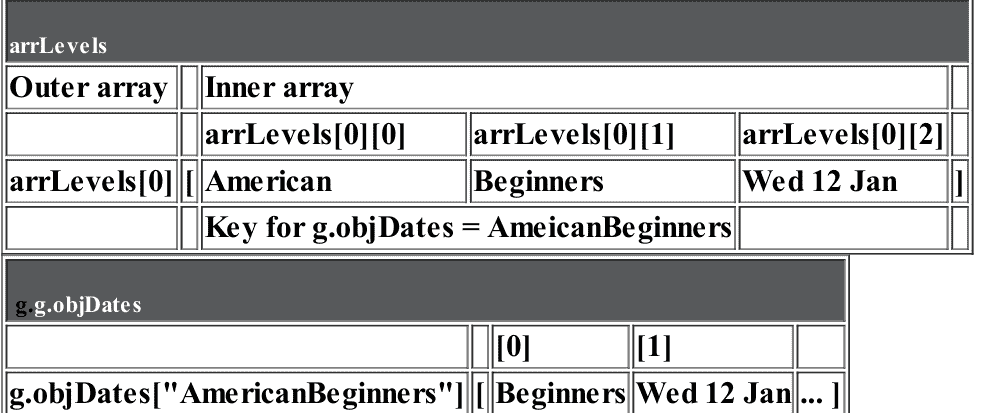 arrLevels
Outer array Inner array
arrLevels[0][0] arrLevels[0][1] arrLevels[0][2]
arrLevels[0] [ American Beginners Wed 12 Jan ]
Key for g.objDates = AmeicanBeginners
g.g.objDates
[0] [1]
g.objDates["AmericanBeginners"] [ Beginners Wed 12 Jan ... ]